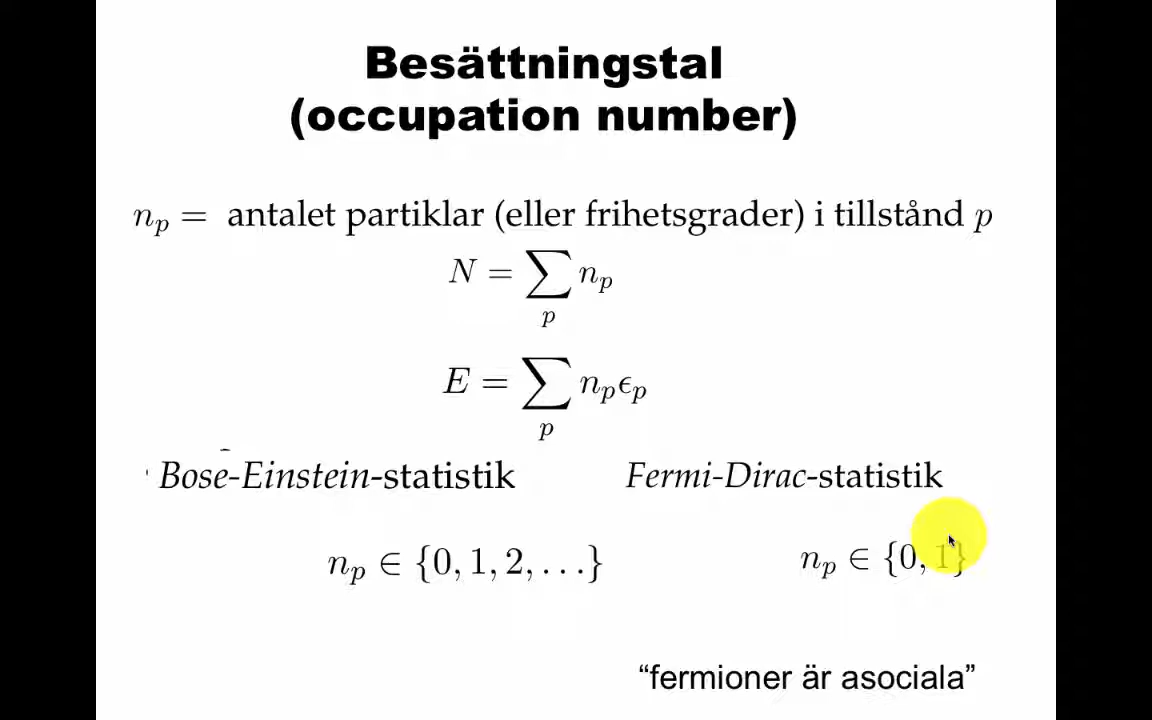 Besättningstal
(occupation number)
n_p = antalet partiklar (eller frihetsgrader) i tillstånd p
N = ∑_p n_p
E = ∑_p n_p ϵ_p
Bose-Einstein-statistik Fermi-Dirac-statistik
n_p ∈ {0, 1, 2, . . .} n_p ∈ {0, 1}
“fermioner är asociala”